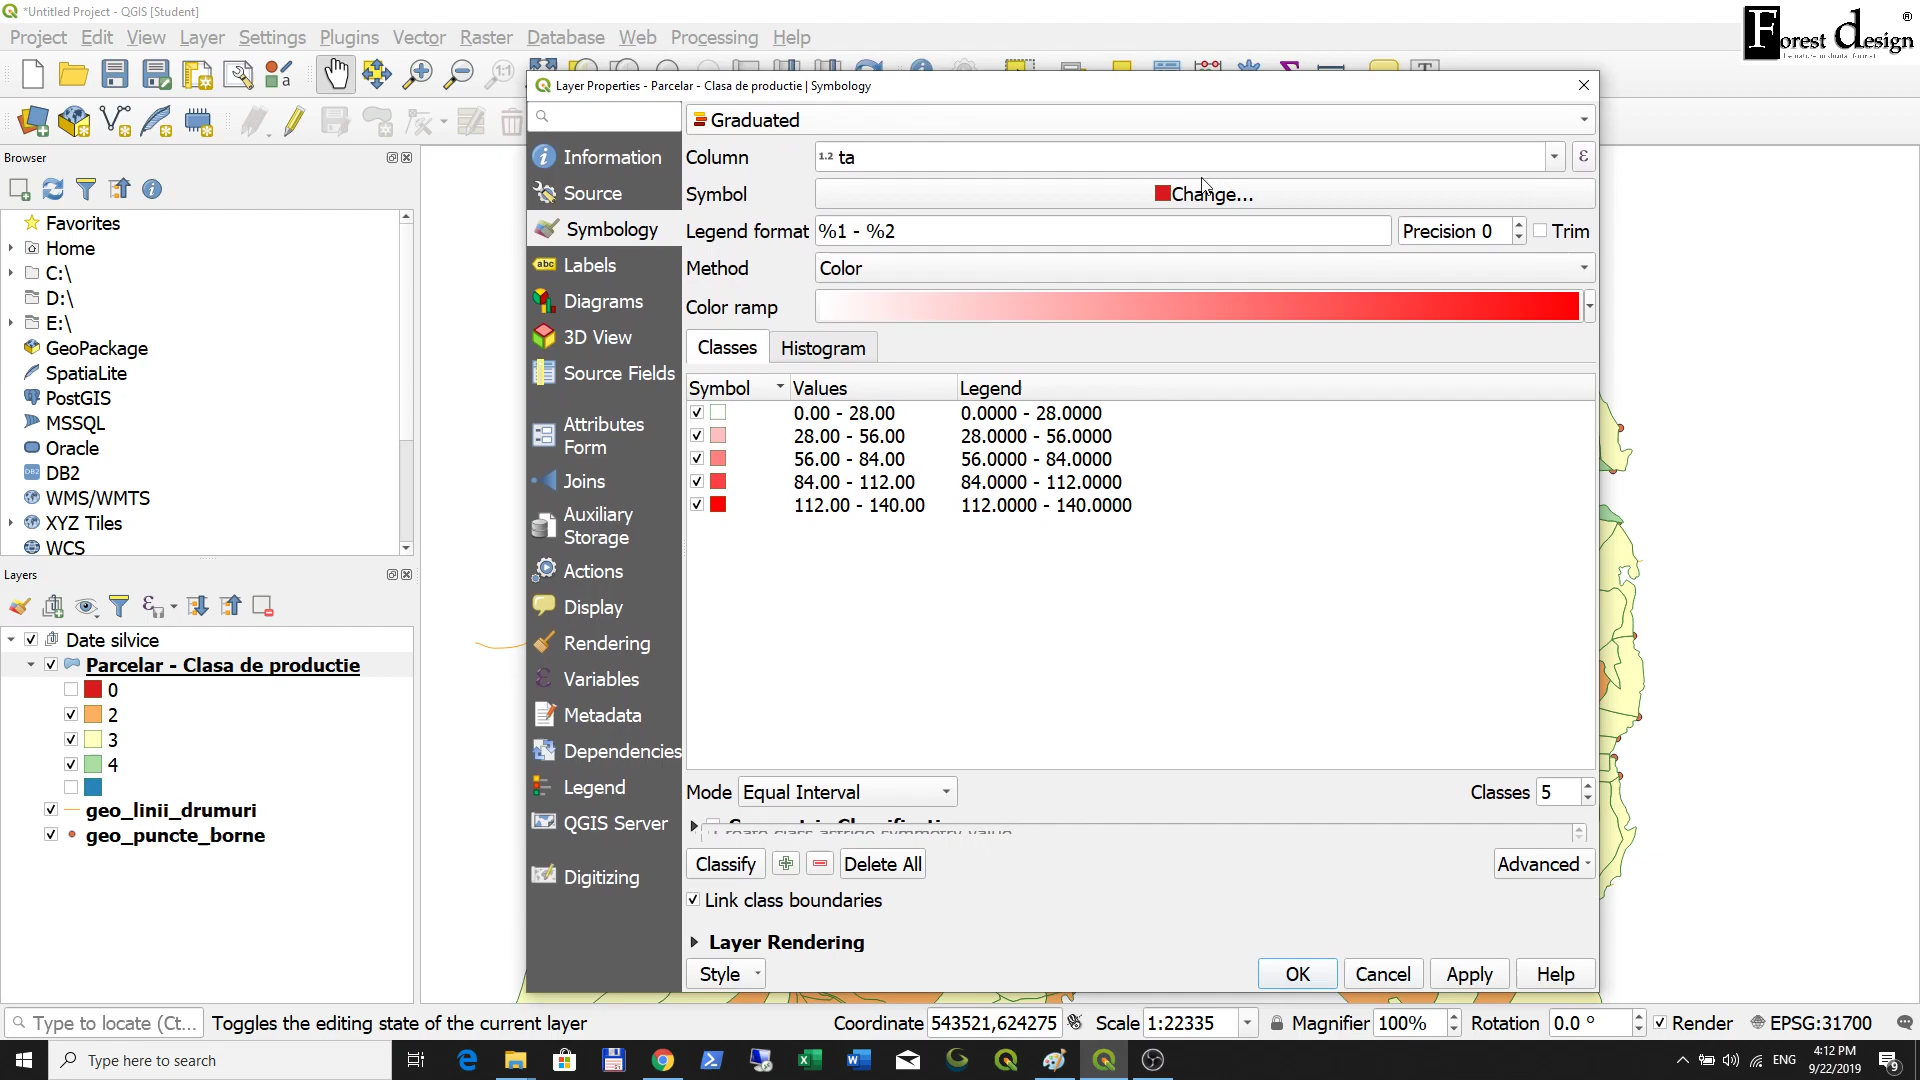 *Untitled Project - QGIS [Student]
Forest design ®
Project Edit View Layer Settings Plugins Vector Raster Database Web Processing Help
Layer Properties - Parcelar - Clasa de productie | Symbology
Graduated
Column 1.2 ta ε
Symbol Change...
Legend format %1 - %2 Precision 0 Trim
Method Color
Color ramp
Classes Histogram
Symbol Values Legend
0.00 - 28.00 0.0000 - 28.0000
28.00 - 56.00 28.0000 - 56.0000
56.00 - 84.00 56.0000 - 84.0000
84.00 - 112.00 84.0000 - 112.0000
112.00 - 140.00 112.0000 - 140.0000
Mode Equal Interval Classes 5
Classify Delete All Advanced
Link class boundaries
Layer Rendering
Style OK Cancel Apply Help
Information
Source
Symbology
abc Labels
Diagrams
3D View
Source Fields
Attributes
Form
Joins
Auxiliary
Storage
Actions
Display
Rendering
Variables
Metadata
Dependencies
Legend
QGIS Server
Digitizing
Browser
Favorites
Home
C:\
D:\
E:\
GeoPackage
SpatiaLite
PostGIS
MSSQL
Oracle
DB2 DB2
WMS/WMTS
XYZ Tiles
WCS
Layers
Date silvice
Parcelar - Clasa de productie
0
2
3
4
geo_linii_drumuri
geo_puncte_borne
Type to locate (Ct... Toggles the editing state of the current layer Coordinate 543521,624275 Scale 1:22335 Magnifier 100% Rotation 0.0 ° Render EPSG:31700
Type here to search ENG 4:12 PM
9/22/2019 9